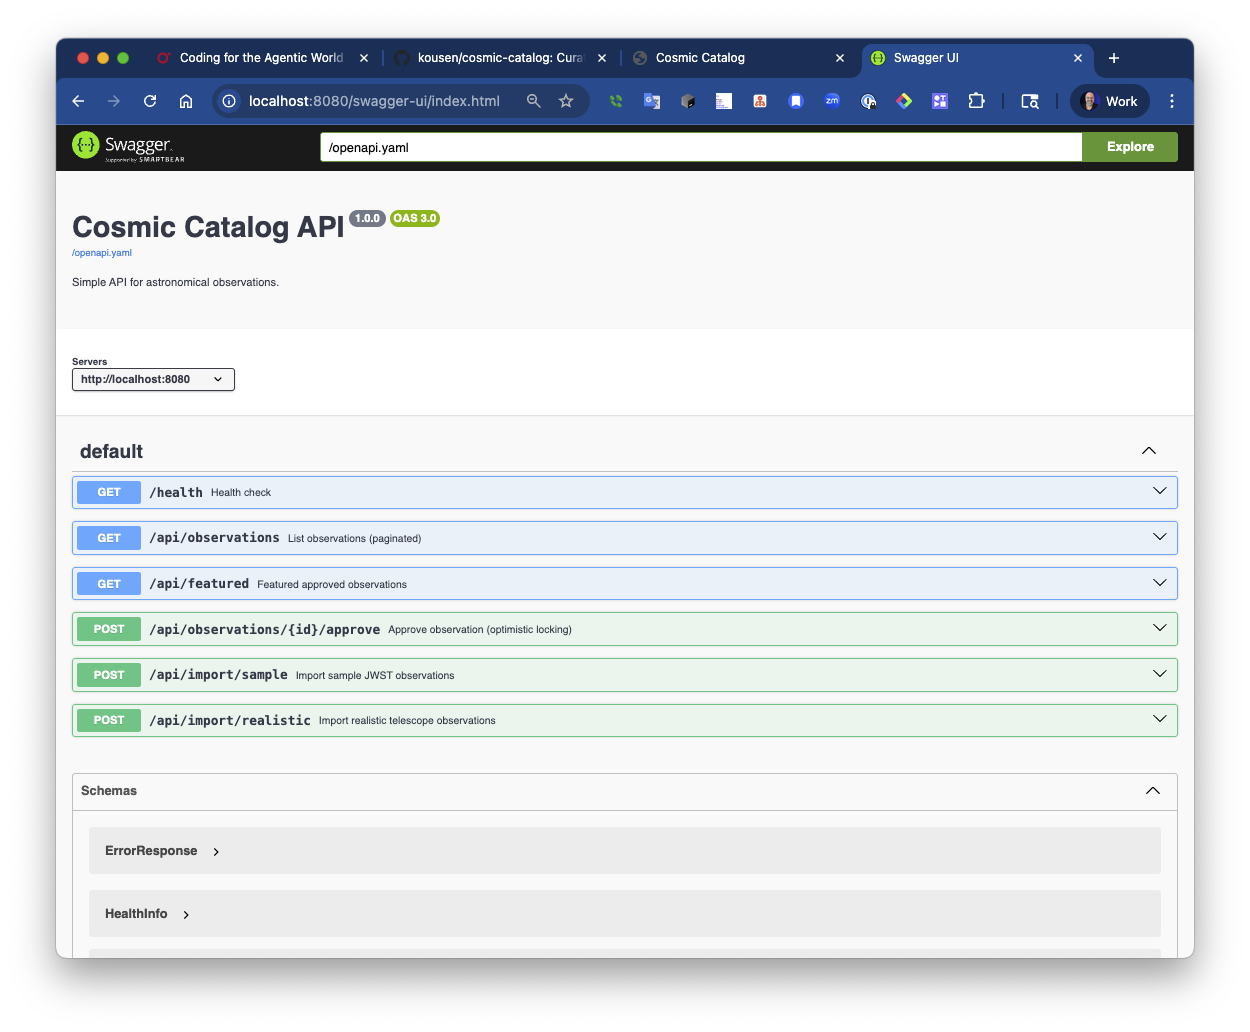 Coding for the Agentic World
kousen/cosmic-catalog: Cura
Cosmic Catalog
Swagger UI
localhost:8080/swagger-ui/index.html
zm
Work
Swagger.
Supported by SMARTBEAR
/openapi.yaml
Explore
Cosmic Catalog API 1.0.0 OAS 3.0
/openapi.yaml
Simple API for astronomical observations.
Servers
http://localhost:8080
default
GET /health Health check
GET /api/observations List observations (paginated)
GET /api/featured Featured approved observations
POST /api/observations/{id}/approve Approve observation (optimistic locking)
POST /api/import/sample Import sample JWST observations
POST /api/import/realistic Import realistic telescope observations
Schemas
ErrorResponse
HealthInfo